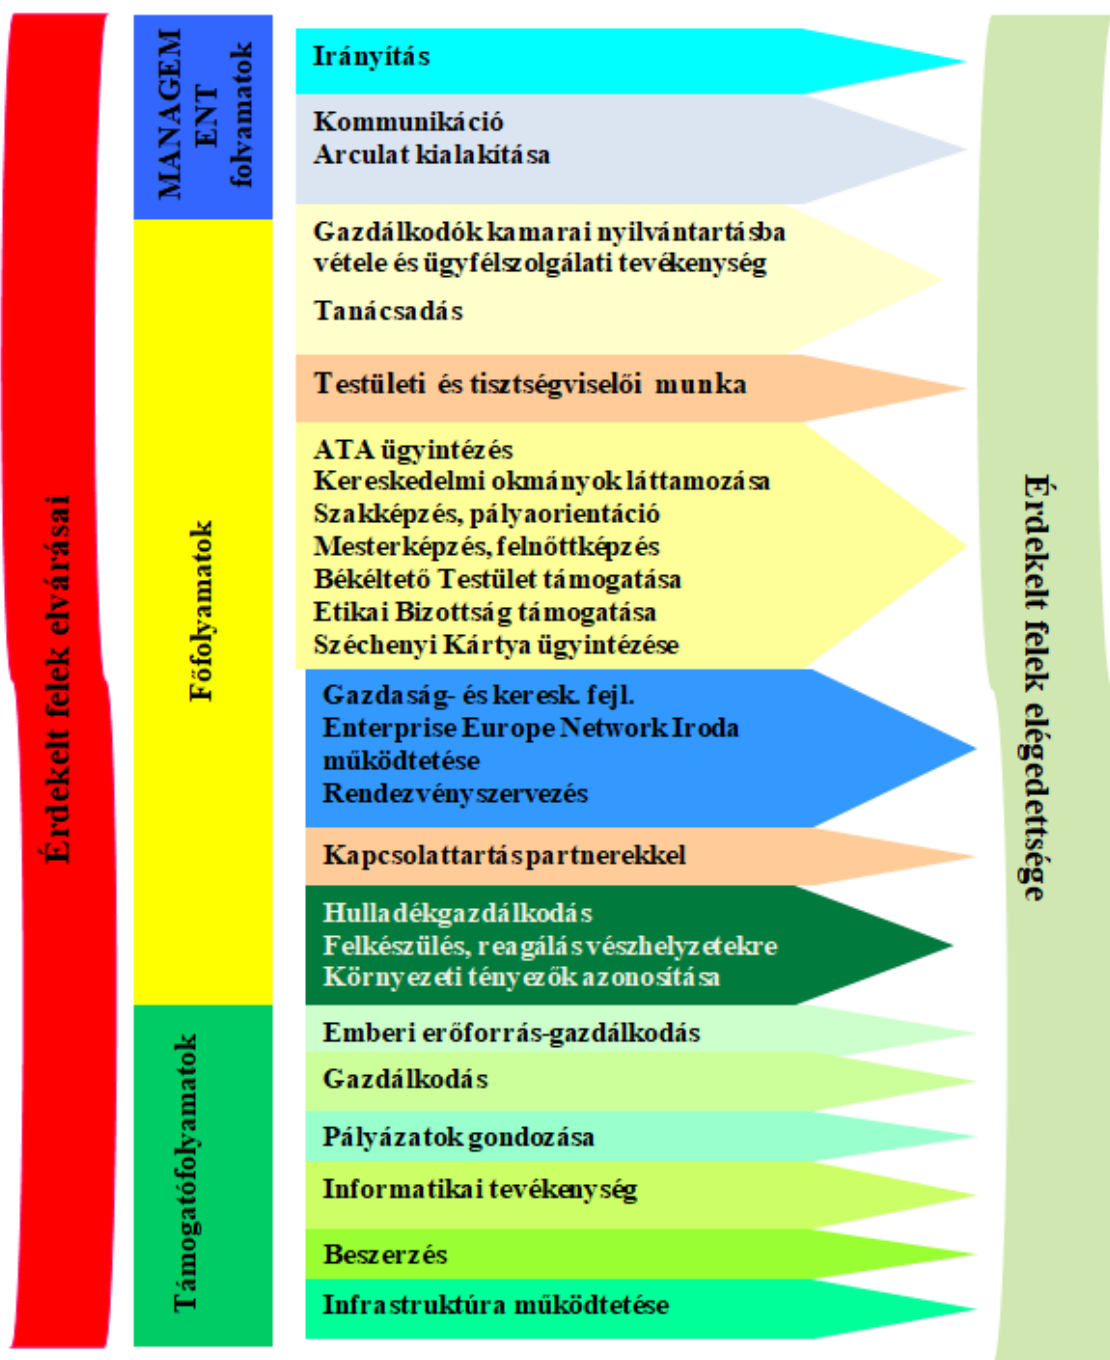 Érdekelt felek elvárásai
MANAGEM
ENT
folyamatok
Irányítás
Kommunikáció
Arculat kialakítása
Főfolyamatok
Gazdálkodók kamarai nyilvántartásba
vétele és ügyfélszolgálati tevékenység
Tanácsadás
Testületi és tisztségviselői munka
ATA ügyintézés
Kereskedelmi okmányok láttamozása
Szakképzés, pályaorientáció
Mesterképzés, felnőttképzés
Békéltető Testület támogatása
Etikai Bizottság támogatása
Széchenyi Kártya ügyintézése
Gazdaság- és keresk. fejl.
Enterprise Europe Network Iroda
működtetése
Rendezvényszervezés
Kapcsolattartás partnerekkel
Hulladékgazdálkodás
Felkészülés, reagálás vészhelyzetekre
Környezeti tényezők azonosítása
Támogatófolyamatok
Emberi erőforrás-gazdálkodás
Gazdálkodás
Pályázatok gondozása
Informatikai tevékenység
Beszerzés
Infrastruktúra működtetése
Érdekelt felek elégedettsége